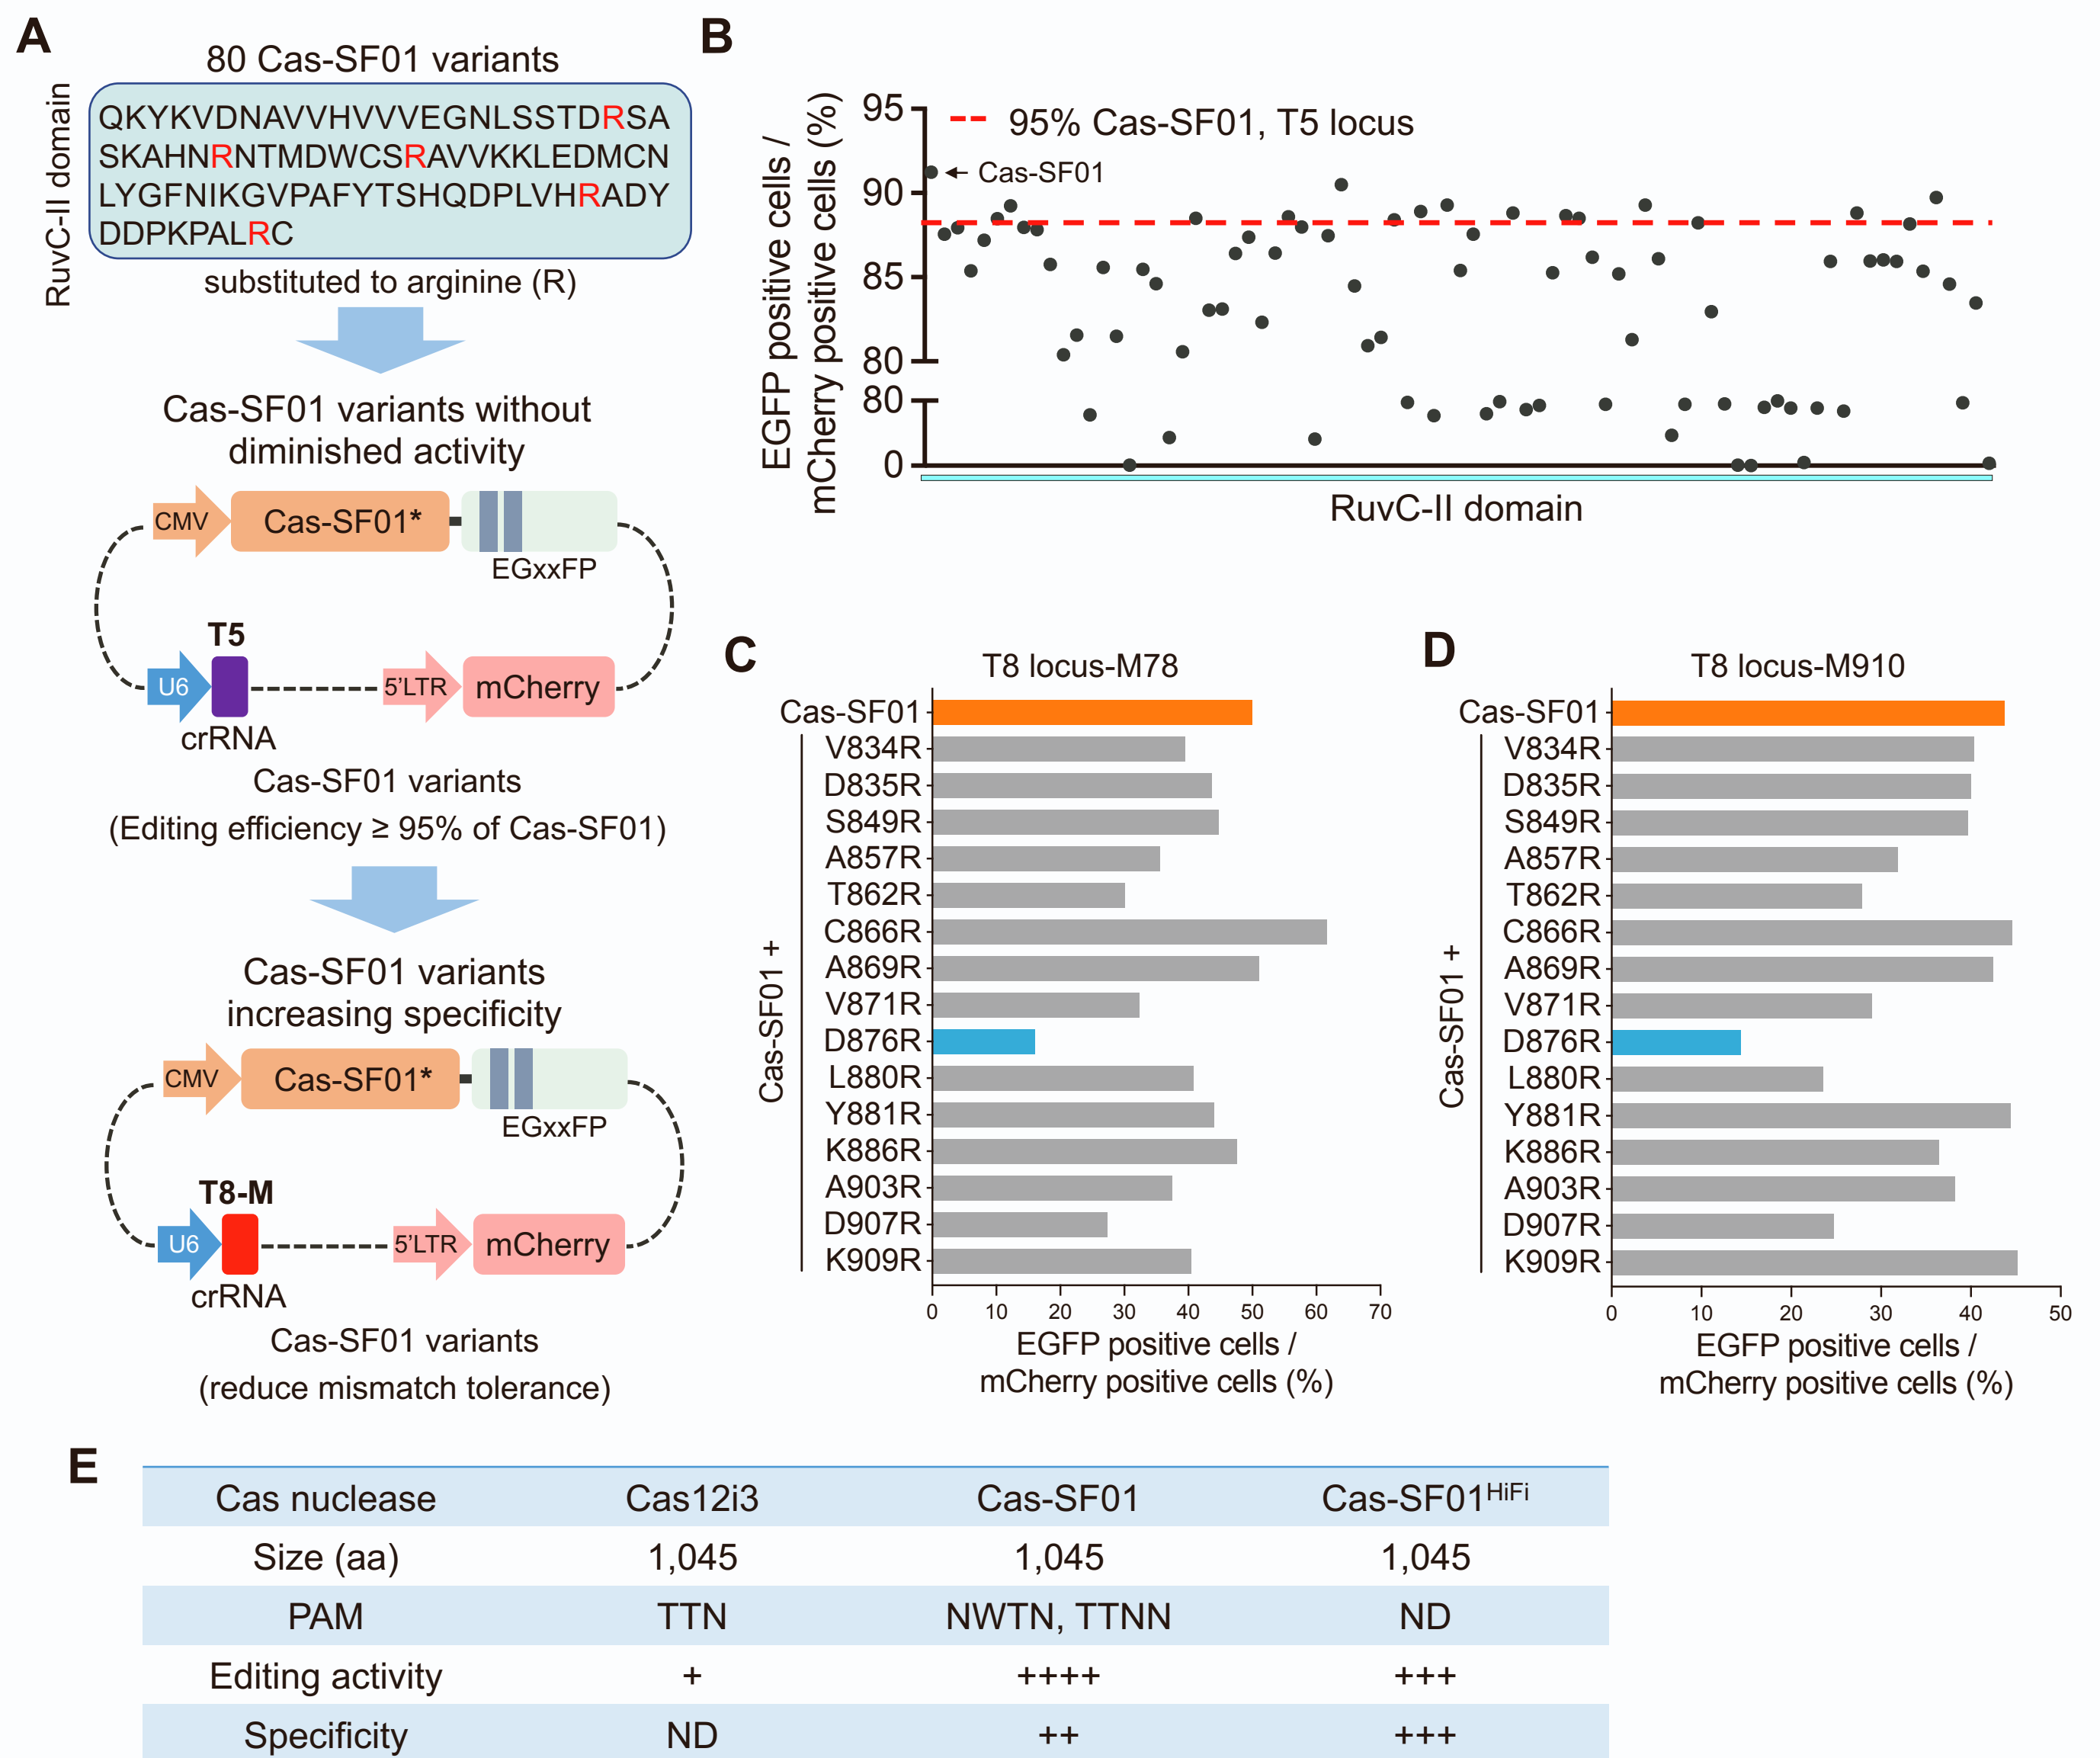 A
80 Cas-SF01 variants
RuvC-II domain
QKYKVDNAVVHVVVEGNLSSTDRSA
SKAHNRNTMDWCSRAVVKKLEDMCN
LYGFNIKGVPAFYTSHQDPLVHRADY
DDPKPALRC
substituted to arginine (R)
Cas-SF01 variants without
diminished activity
CMV
Cas-SF01*
EGxxFP
T5
U6
5’LTR
mCherry
crRNA
Cas-SF01 variants
(Editing efficiency ≥ 95% of Cas-SF01)
Cas-SF01 variants
increasing specificity
CMV
Cas-SF01*
EGxxFP
T8-M
U6
5’LTR
mCherry
crRNA
Cas-SF01 variants
(reduce mismatch tolerance)
B
EGFP positive cells /
mCherry positive cells (%)
95
90
85
80
80
0
95% Cas-SF01, T5 locus
Cas-SF01
RuvC-II domain
C
T8 locus-M78
Cas-SF01
Cas-SF01 +
V834R
D835R
S849R
A857R
T862R
C866R
A869R
V871R
D876R
L880R
Y881R
K886R
A903R
D907R
K909R
0 10 20 30 40 50 60 70
EGFP positive cells /
mCherry positive cells (%)
D
T8 locus-M910
Cas-SF01
Cas-SF01 +
V834R
D835R
S849R
A857R
T862R
C866R
A869R
V871R
D876R
L880R
Y881R
K886R
A903R
D907R
K909R
0 10 20 30 40 50
EGFP positive cells /
mCherry positive cells (%)
E
Cas nuclease Cas12i3 Cas-SF01 Cas-SF01HiFi
Size (aa) 1,045 1,045 1,045
PAM TTN NWTN, TTNN ND
Editing activity + ++++ +++
Specificity ND ++ +++